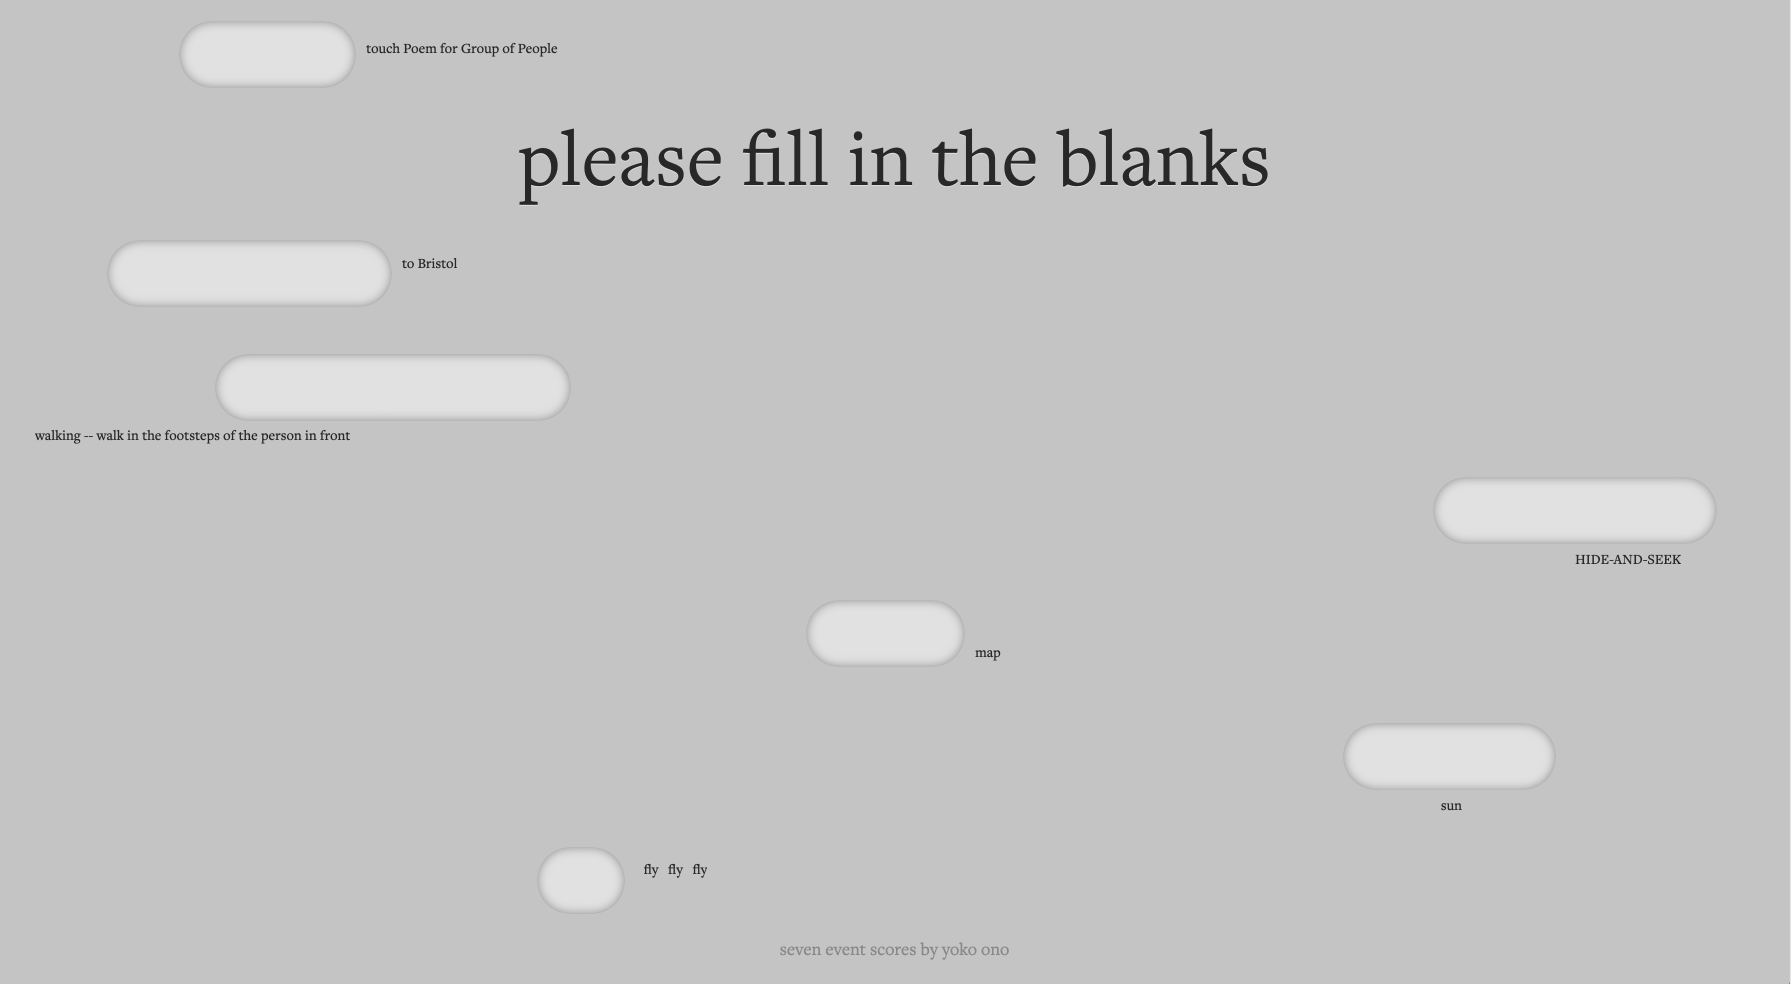 touch Poem for Group of People
please fill in the blanks
to Bristol
walking -- walk in the footsteps of the person in front
HIDE-AND-SEEK
map
sun
fly fly fly
seven event scores by yoko ono